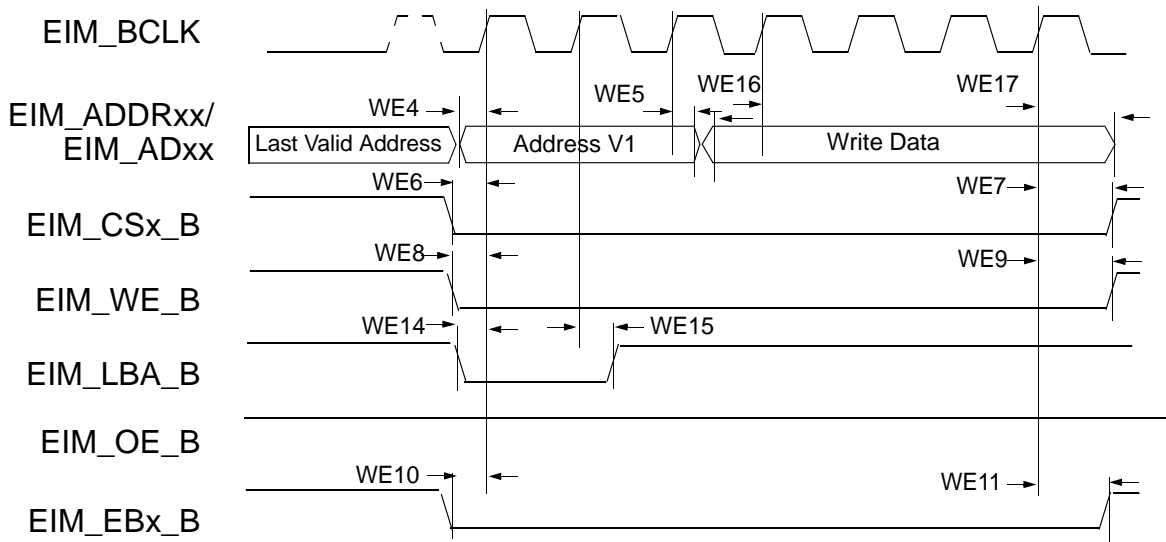 EIM_BCLK
WE4
WE5
WE16
WE17
EIM_ADDRxx/
EIM_ADxx
Last Valid Address
Address V1
Write Data
WE6
WE7
EIM_CSx_B
WE8
WE9
EIM_WE_B
WE14
WE15
EIM_LBA_B
EIM_OE_B
WE10
WE11
EIM_EBx_B